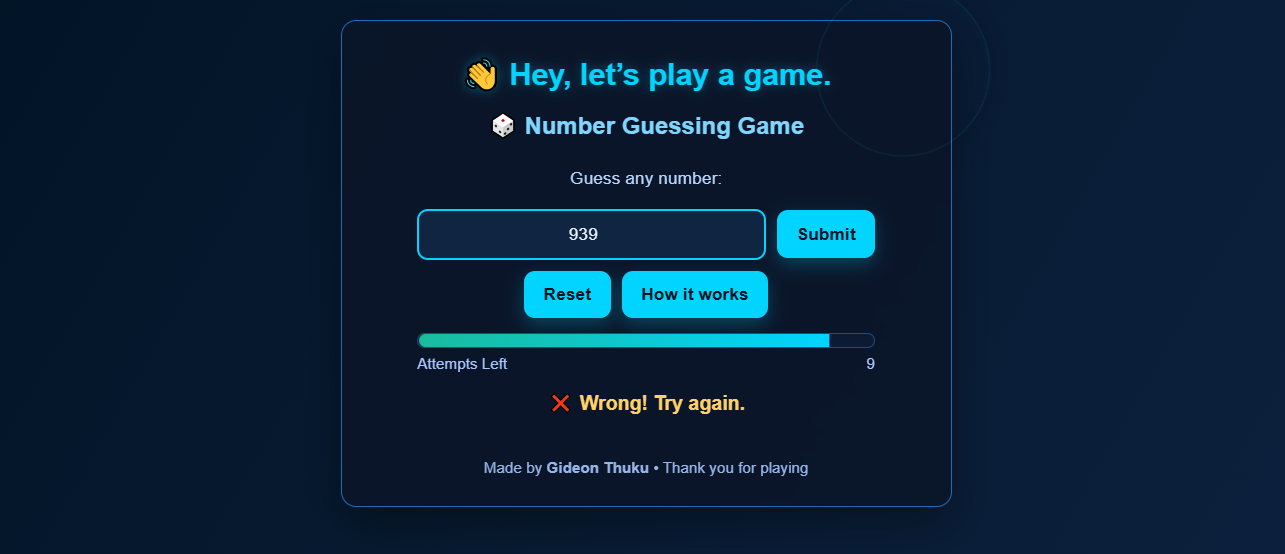 👋 Hey, let’s play a game.
🎲 Number Guessing Game
Guess any number:
939 Submit
Reset How it works
Attempts Left 9
❌ Wrong! Try again.
Made by Gideon Thuku • Thank you for playing